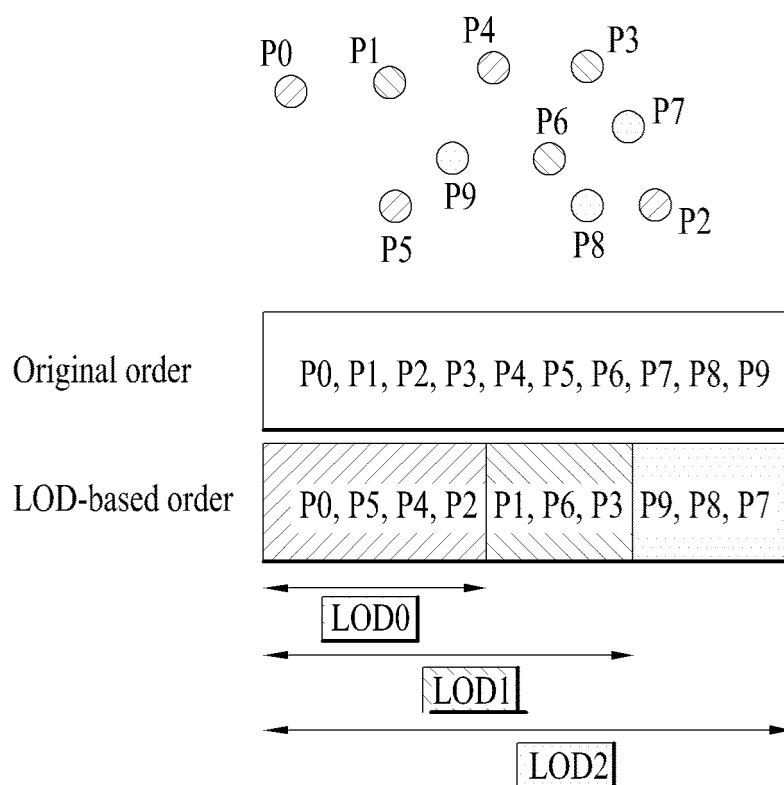 P0
P1
P4
P3
P7
P6
P9
P5
P8
P2
Original order
P0, P1, P2, P3, P4, P5, P6, P7, P8, P9
LOD-based order
P0, P5, P4, P2, P1, P6, P3, P9, P8, P7
LOD0
LOD1
LOD2